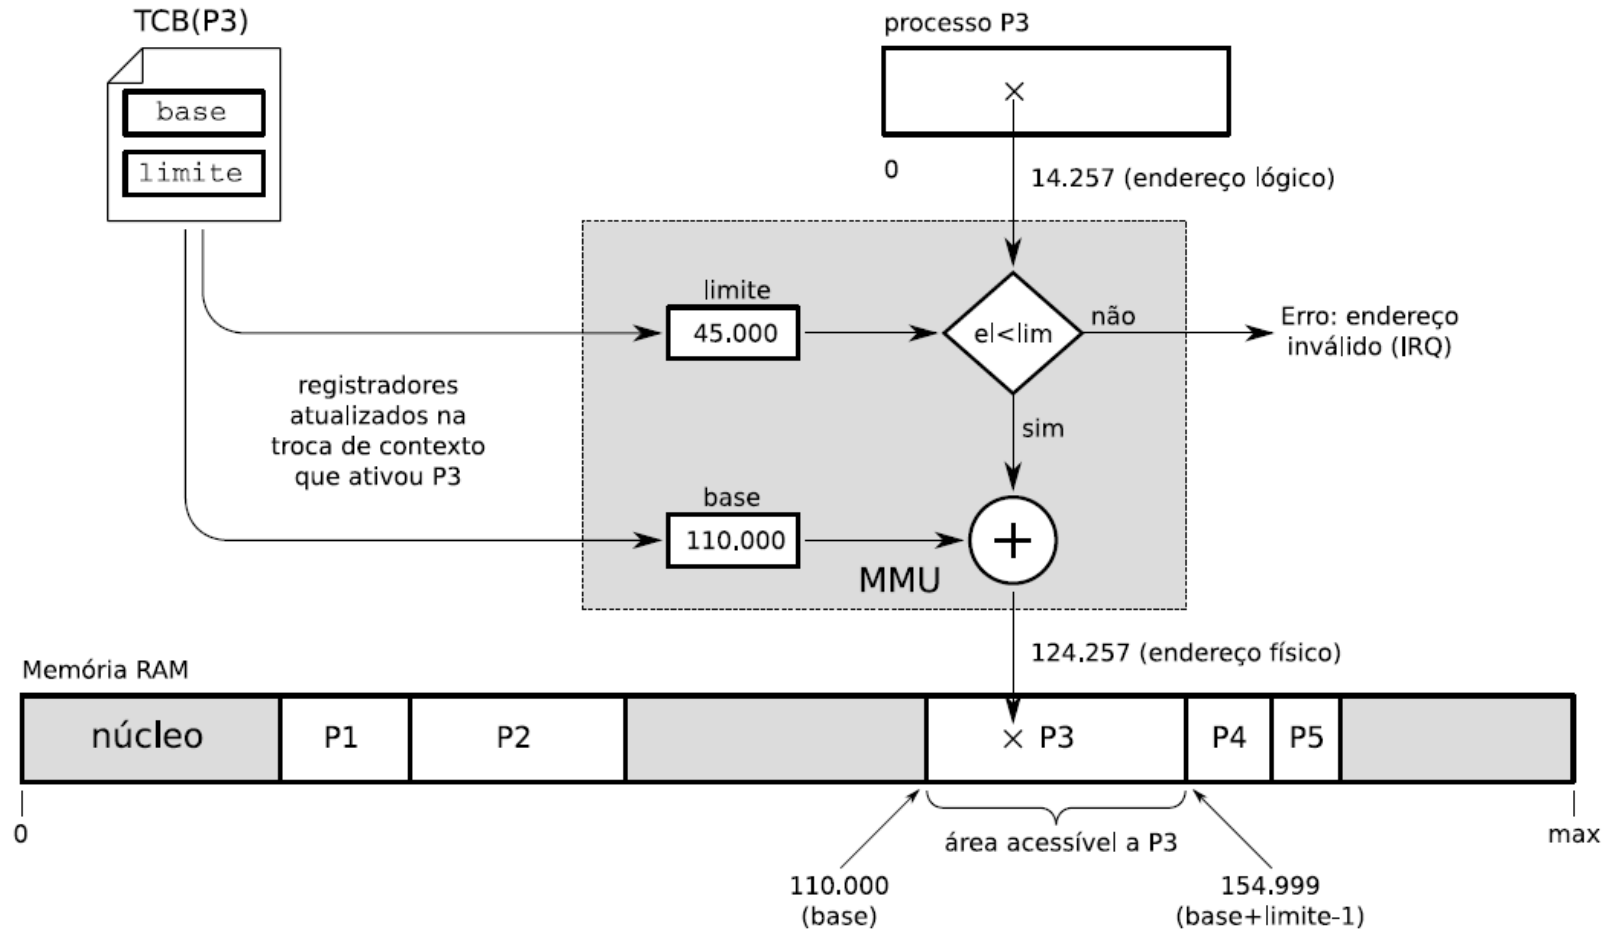 TCB(P3)
base
limite
processo P3
0
14.257 (endereço lógico)
limite
45.000
el<lim
não
Erro: endereço
inválido (IRQ)
registradores
atualizados na
troca de contexto
que ativou P3
sim
base
110.000
+
MMU
124.257 (endereço físico)
Memória RAM
núcleo
P1
P2
× P3
P4
P5
0
área acessível a P3
max
110.000
(base)
154.999
(base+limite-1)